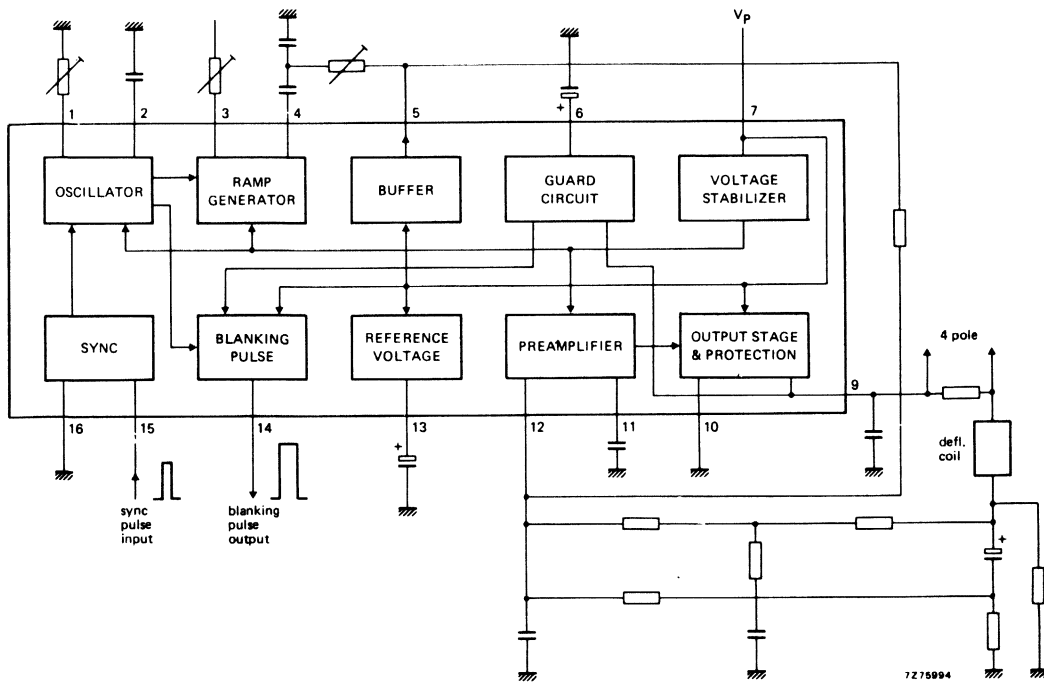 Vp
1
2
3
4
5
6
7
OSCILLATOR
RAMP
GENERATOR
BUFFER
GUARD
CIRCUIT
VOLTAGE
STABILIZER
+
SYNC
BLANKING
PULSE
REFERENCE
VOLTAGE
PREAMPLIFIER
OUTPUT STAGE
& PROTECTION
4 pole
9
16
15
14
13
12
11
10
+
defl.
coil
sync
pulse
input
blanking
pulse
output
+
7Z75994